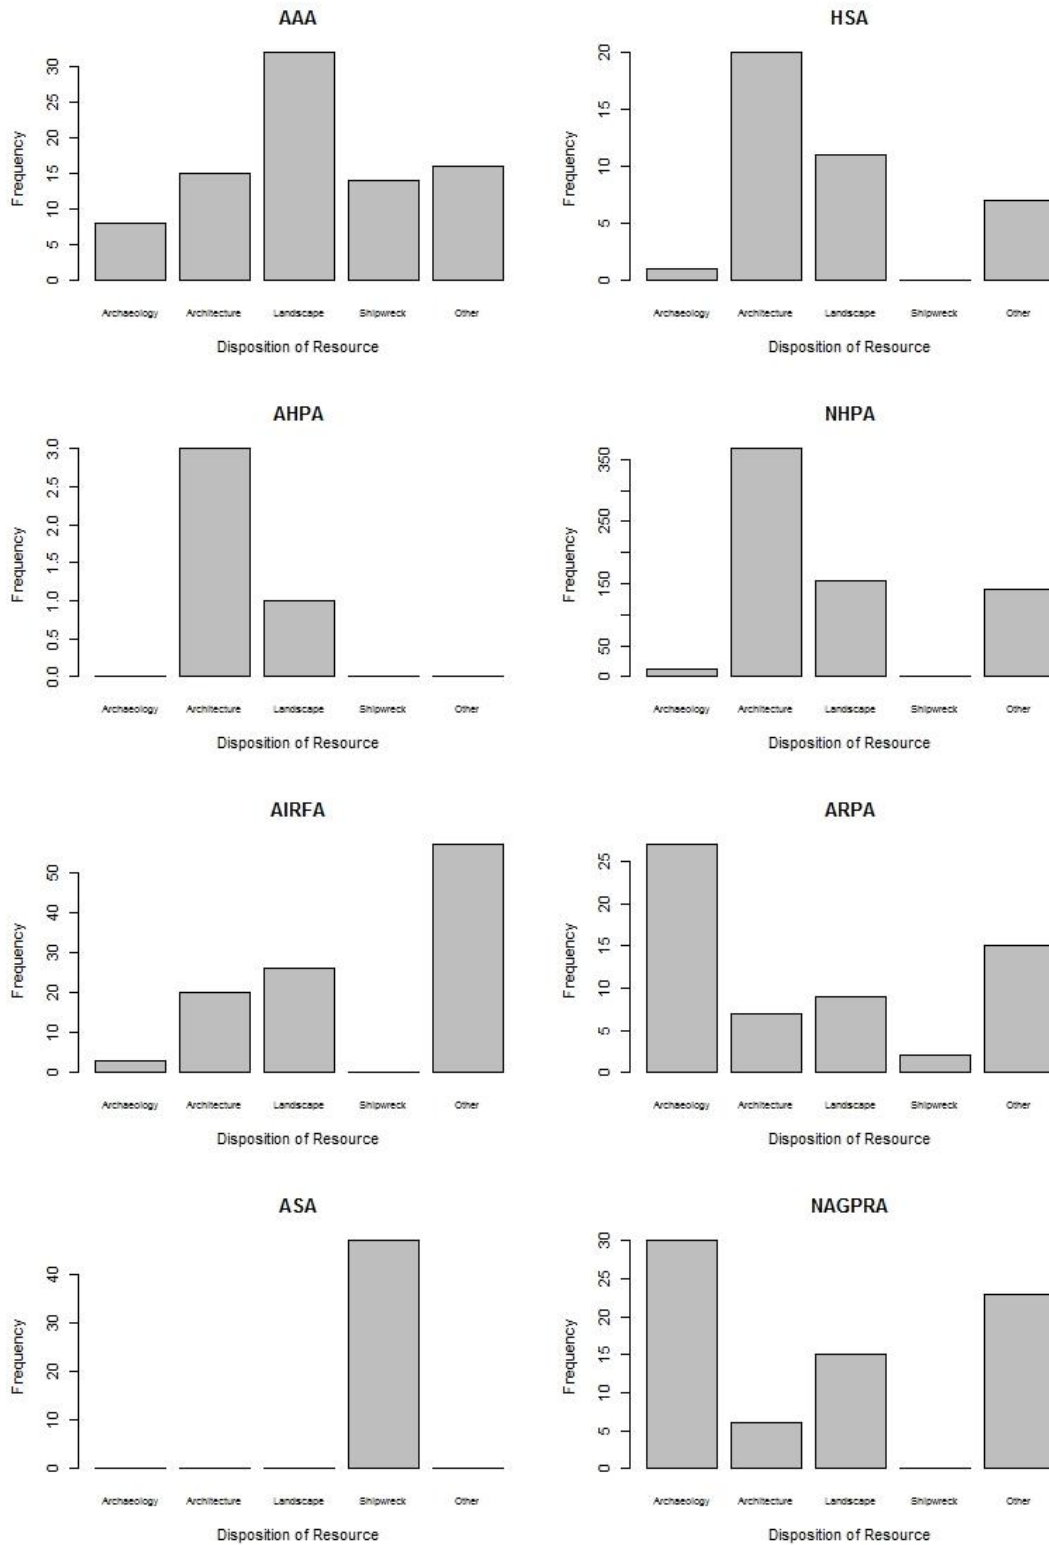 AAA
Frequency
30
25
20
15
10
5
0
Archaeology Architecture Landscape Shipwreck Other
Disposition of Resource
HSA
Frequency
20
15
10
5
0
Archaeology Architecture Landscape Shipwreck Other
Disposition of Resource
AHPA
Frequency
3.0
2.5
2.0
1.5
1.0
0.5
0.0
Archaeology Architecture Landscape Shipwreck Other
Disposition of Resource
NHPA
Frequency
350
250
150
50
0
Archaeology Architecture Landscape Shipwreck Other
Disposition of Resource
AIRFA
Frequency
50
40
30
20
10
0
Archaeology Architecture Landscape Shipwreck Other
Disposition of Resource
ARPA
Frequency
25
20
15
10
5
0
Archaeology Architecture Landscape Shipwreck Other
Disposition of Resource
ASA
Frequency
40
30
20
10
0
Archaeology Architecture Landscape Shipwreck Other
Disposition of Resource
NAGPRA
Frequency
30
25
20
15
10
5
0
Archaeology Architecture Landscape Shipwreck Other
Disposition of Resource